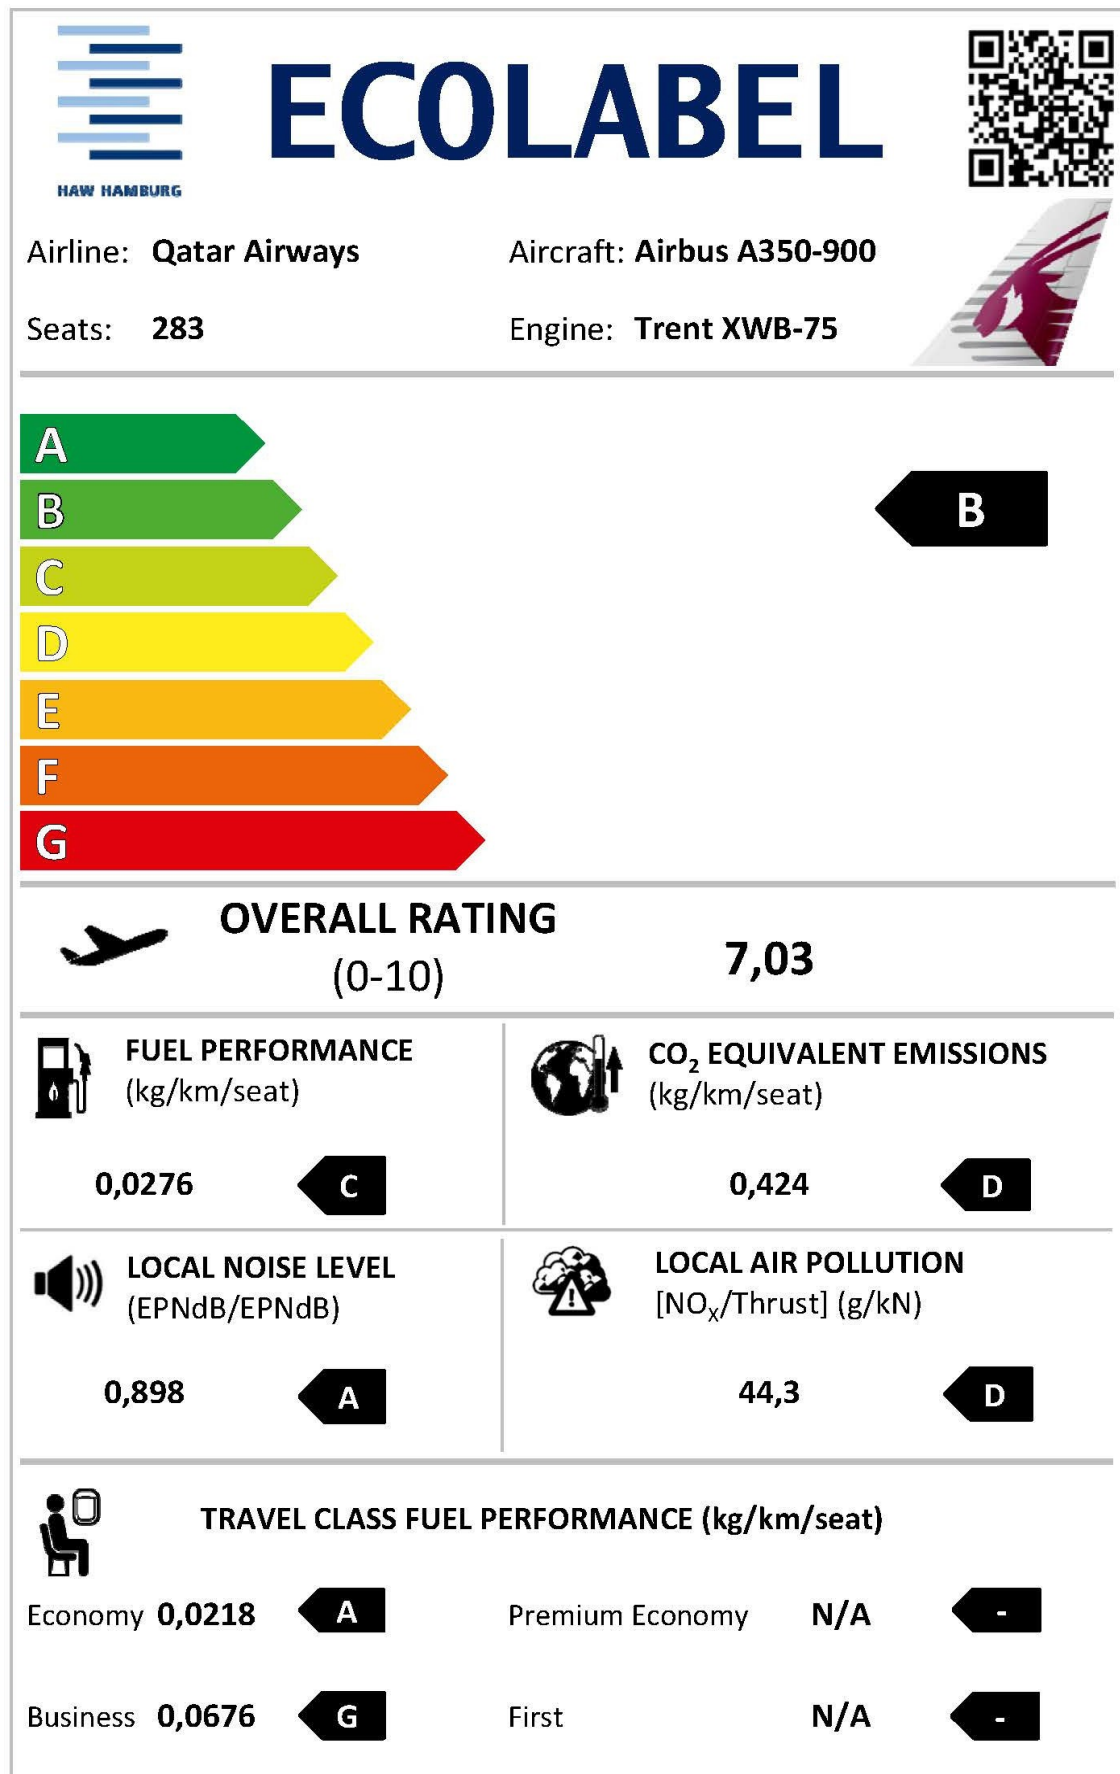 HAW HAMBURG
ECOLABEL
Airline: Qatar Airways
Aircraft: Airbus A350-900
Seats: 283
Engine: Trent XWB-75
A
B
B
C
D
E
F
G
OVERALL RATING
(0-10)
7,03
FUEL PERFORMANCE
(kg/km/seat)
0,0276 C
CO₂ EQUIVALENT EMISSIONS
(kg/km/seat)
0,424 D
LOCAL NOISE LEVEL
(EPNdB/EPNdB)
0,898 A
LOCAL AIR POLLUTION
[NOₓ/Thrust] (g/kN)
44,3 D
TRAVEL CLASS FUEL PERFORMANCE (kg/km/seat)
Economy 0,0218 A
Premium Economy N/A -
Business 0,0676 G
First N/A -